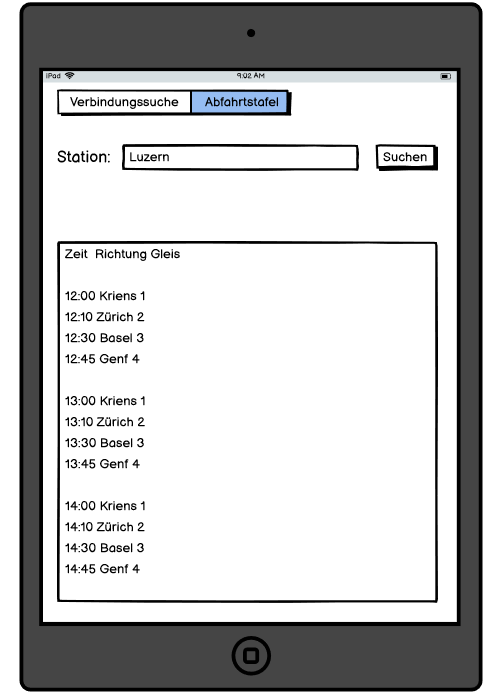 iPad 9:02 AM
Verbindungssuche Abfahrtstafel
Station: Luzern Suchen
Zeit Richtung Gleis
12:00 Kriens 1
12:10 Zürich 2
12:30 Basel 3
12:45 Genf 4
13:00 Kriens 1
13:10 Zürich 2
13:30 Basel 3
13:45 Genf 4
14:00 Kriens 1
14:10 Zürich 2
14:30 Basel 3
14:45 Genf 4